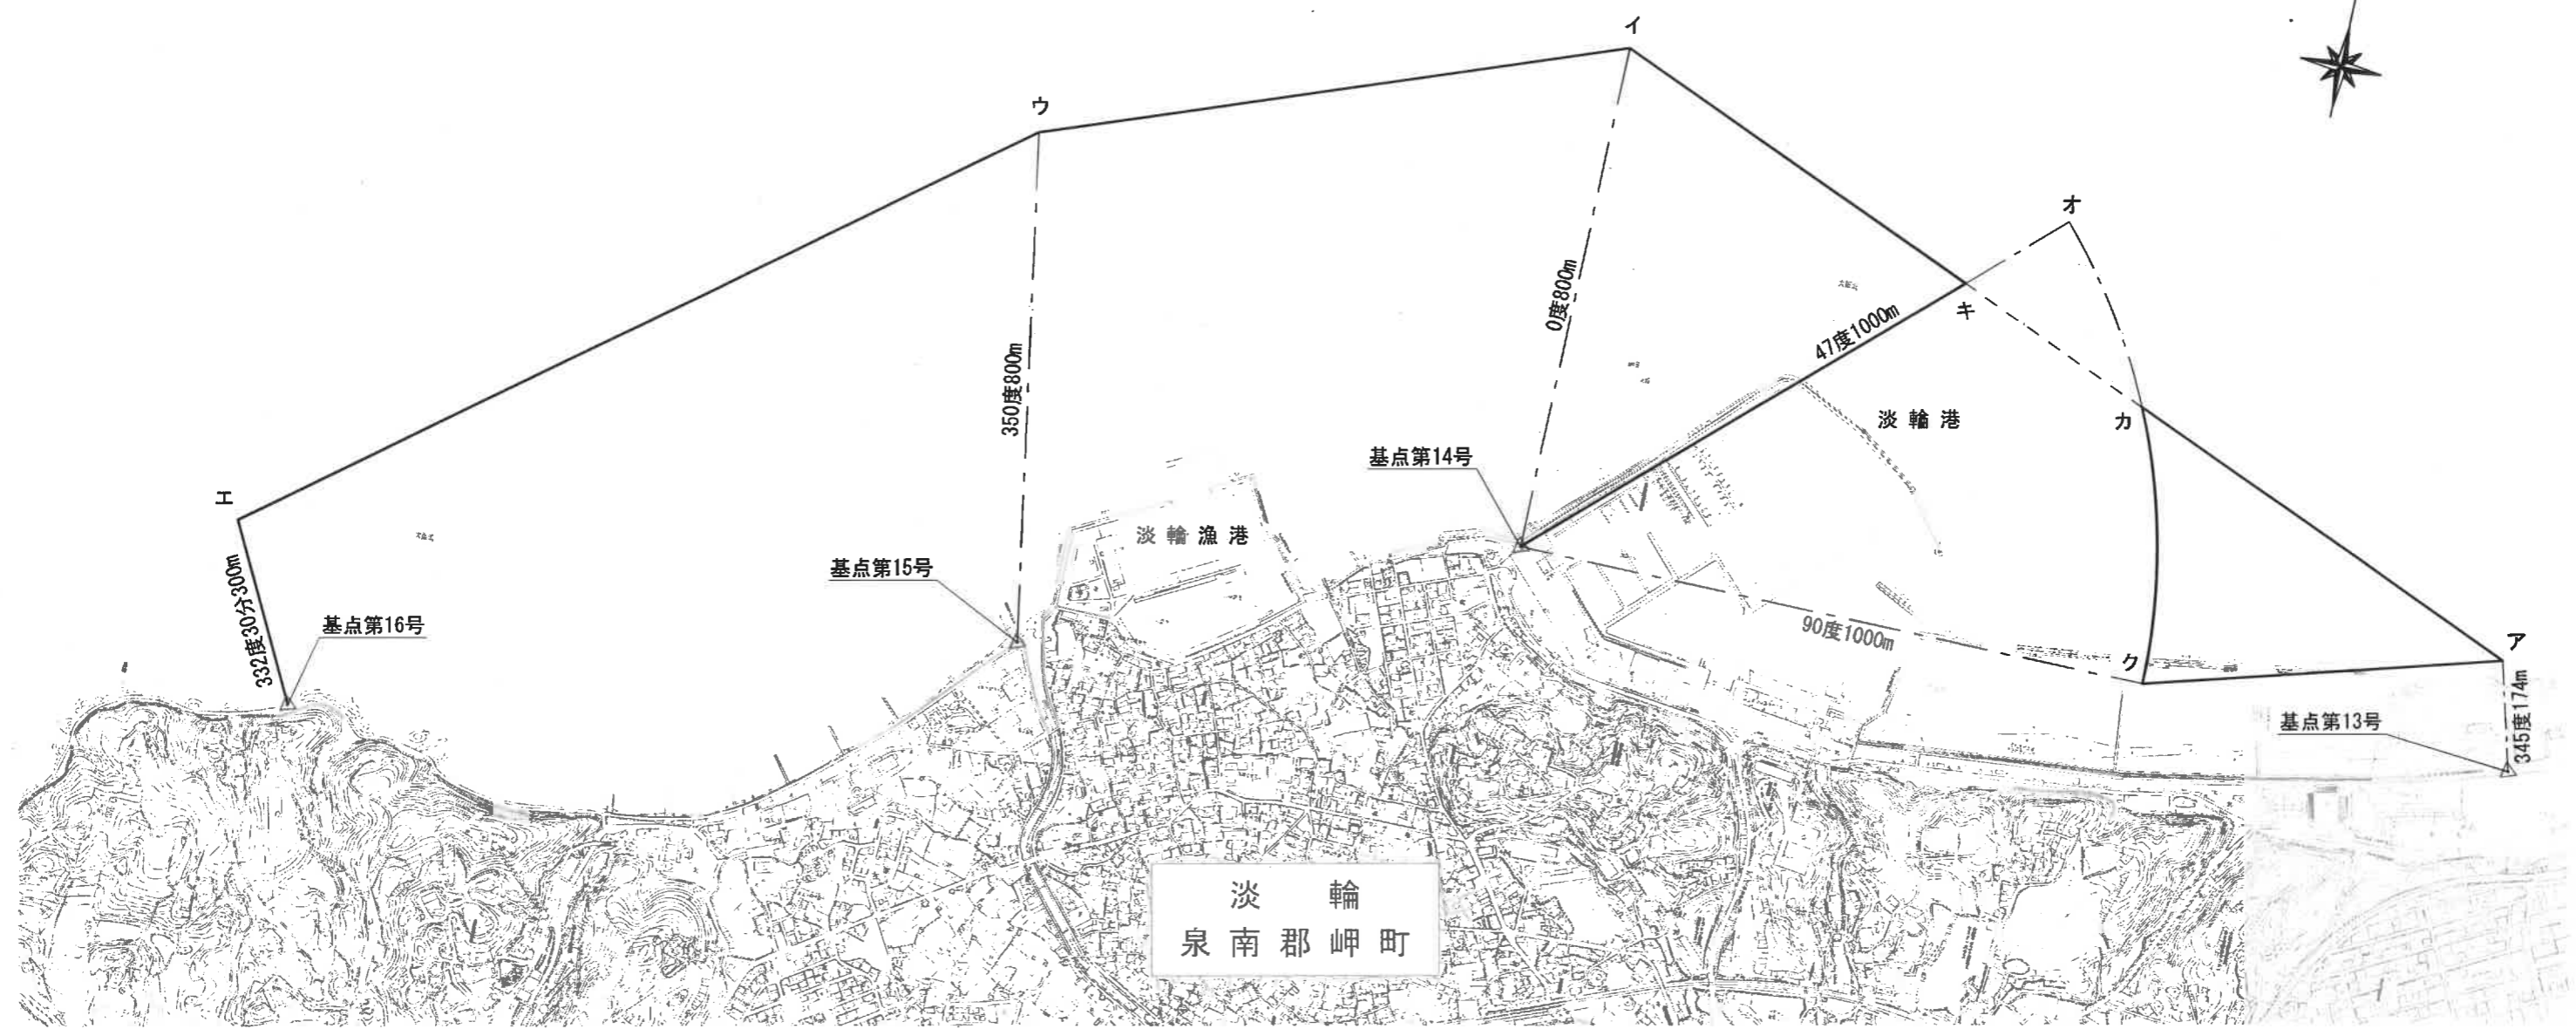 イ
ウ
オ
キ
カ
エ
ア
ク
0度800m
350度800m
47度1000m
淡輪港
基点第14号
淡輪漁港
基点第15号
332度30分300m
基点第16号
90度1000m
基点第13号
345度174m
淡輪
泉南郡岬町